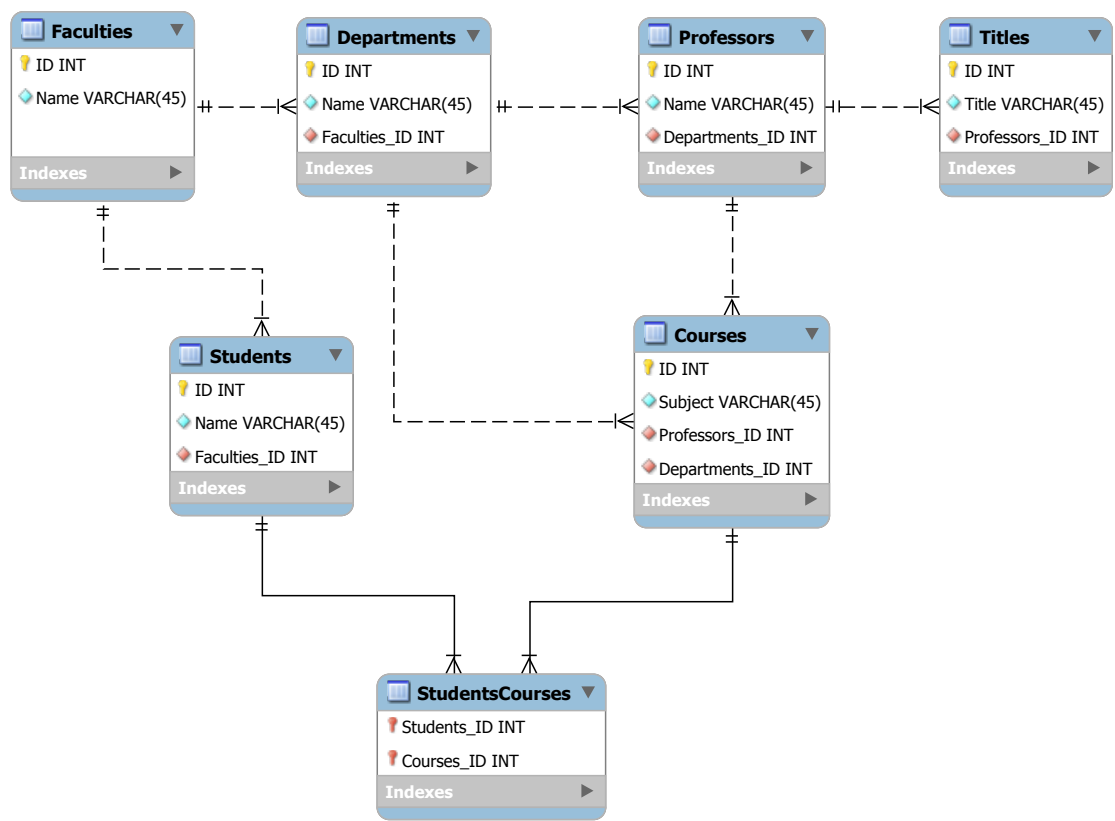 Faculties
ID INT
Name VARCHAR(45)
Indexes
Departments
ID INT
Name VARCHAR(45)
Faculties_ID INT
Indexes
Professors
ID INT
Name VARCHAR(45)
Departments_ID INT
Indexes
Titles
ID INT
Title VARCHAR(45)
Professors_ID INT
Indexes
Students
ID INT
Name VARCHAR(45)
Faculties_ID INT
Indexes
Courses
ID INT
Subject VARCHAR(45)
Professors_ID INT
Departments_ID INT
Indexes
StudentsCourses
Students_ID INT
Courses_ID INT
Indexes